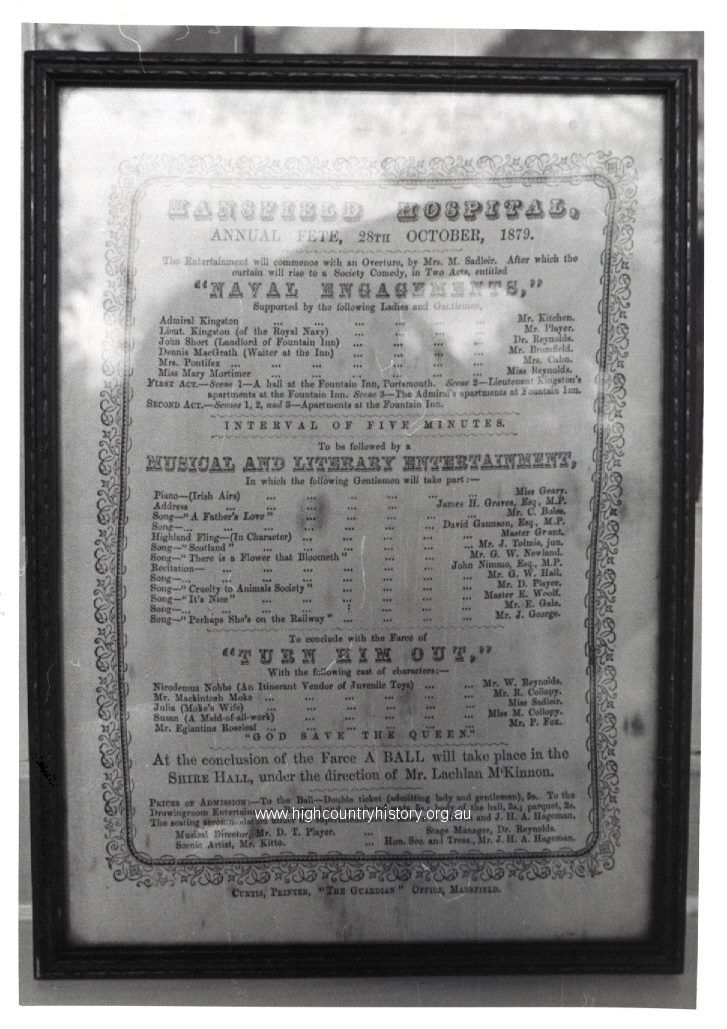 MANSFIELD HOSPITAL,
ANNUAL FETE, 28TH OCTOBER, 1879.
The Entertainment will commence with an Overture, by Mrs. M. Sadleir. After which the
curtain will rise to a Society Comedy, in Two Acts, entitled
"NAVAL ENGAGEMENTS,"
Supported by the following Ladies and Gentlemen,
Admiral Kingston ... ... ... ... ... ... Mr. Kitchen.
Lieut. Kingston (of the Royal Navy) ... ... ... ... Mr. Player.
John Short (Landlord of Fountain Inn) ... ... ... ... Dr. Reynolds.
Dennis MacGrath (Waiter at the Inn) ... ... ... ... Mr. Bromfield.
Mrs. Pontifex ... ... ... ... ... ... Mrs. Cahn.
Miss Mary Mortimer ... ... ... ... ... ... Miss Reynolds.
FIRST ACT.—Scene 1—A hall at the Fountain Inn, Portsmouth. Scene 2—Lieutenant Kingston's
apartments at the Fountain Inn. Scene 3—The Admiral's apartments at Fountain Inn.
SECOND ACT.—Scenes 1, 2, and 3—Apartments at the Fountain Inn.
INTERVAL OF FIVE MINUTES.
To be followed by a
MUSICAL AND LITERARY ENTERTAINMENT,
In which the following Gentlemen will take part:—
Piano—(Irish Airs) ... ... ... ... ... Miss Geary.
Address ... ... ... ... ... James H. Graves, Esq., M.P.
Song—"A Father's Love" ... ... ... ... ... Mr. C. Boles.
Song—... ... ... ... ... David Gaunson, Esq., M.P.
Highland Fling—(In Character) ... ... ... ... Master Grant.
Song—"Scotland" ... ... ... ... ... Mr. J. Tolmie, jun.
Song—"There is a Flower that Bloometh" ... ... ... Mr. G. W. Newland.
Recitation— ... ... ... ... ... John Nimmo, Esq., M.P.
Song—... ... ... ... ... ... Mr. G. W. Hall.
Song—"Cruelty to Animals Society" ... ... ... Mr. D. Player.
Song—"It's Nice" ... ... ... ... ... Master E. Woolf.
Song—... ... ... ... ... ... Mr. E. Gale.
Song—"Perhaps She's on the Railway" ... ... ... ... Mr. J. George.
To conclude with the Farce of
"TURN HIM OUT,"
With the following cast of characters:—
Nicodemus Nobbs (An Itinerant Vendor of Juvenile Toys) ... ... Mr. W. Reynolds.
Mr. Mackintosh Moke ... ... ... ... ... Mr. R. Collopy.
Julia (Moke's Wife) ... ... ... ... ... Miss Sadleir.
Susan (A Maid-of-all-work) ... ... ... ... Miss M. Collopy.
Mr. Eglantine Roseleaf ... ... ... ... ... Mr. P. Fox.
"GOD SAVE THE QUEEN."
At the conclusion of the Farce A BALL will take place in the
SHIRE HALL, under the direction of Mr. Lachlan M'Kinnon.
PRICES OF ADMISSION:—To the Ball—Double ticket (admitting lady and gentleman), 5s. To the
Drawingroom Entertainment of the hall, 3s.; parquet, 2s.
www.highcountryhistory.org.au
The seating accommodation and J. H. A. Hageman.
Musical Director, Mr. D. T. Player. ... Stage Manager, Dr. Reynolds.
Scenic Artist, Mr. Kitto. ... Hon. Sec. and Treas., Mr. J. H. A. Hageman.
CURTIS, PRINTER, "THE GUARDIAN" OFFICE, MANSFIELD.